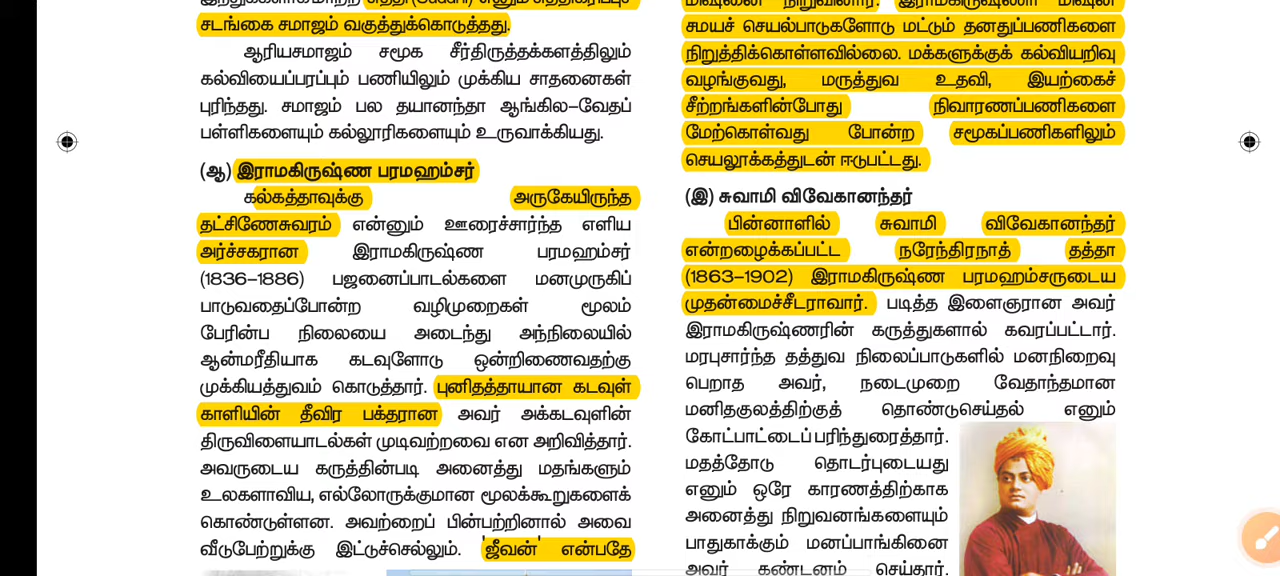 சடங்கை சமாஜம் வகுத்துக்கொடுத்தது.
ஆரியசமாஜம் சமூக சீர்திருத்தக்களத்திலும்
கல்வியைப்பரப்பும் பணியிலும் முக்கிய சாதனைகள்
புரிந்தது. சமாஜம் பல தயானந்தா ஆங்கில–வேதப்
பள்ளிகளையும் கல்லூரிகளையும் உருவாக்கியது.
(ஆ) இராமகிருஷ்ண பரமஹம்சர்
கல்கத்தாவுக்கு அருகேயிருந்த
தட்சிணேசுவரம் என்னும் ஊரைச்சார்ந்த எளிய
அர்ச்சகரான இராமகிருஷ்ண பரமஹம்சர்
(1836–1886) பஜனைப்பாடல்களை மனமுருகிப்
பாடுவதைப்போன்ற வழிமுறைகள் மூலம்
பேரின்ப நிலையை அடைந்து அந்நிலையில்
ஆன்மரீதியாக கடவுளோடு ஒன்றிணைவதற்கு
முக்கியத்துவம் கொடுத்தார். புனிதத்தாயான கடவுள்
காளியின் தீவிர பக்தரான அவர் அக்கடவுளின்
திருவிளையாடல்கள் முடிவற்றவை என அறிவித்தார்.
அவருடைய கருத்தின்படி அனைத்து மதங்களும்
உலகளாவிய, எல்லோருக்குமான மூலக்கூறுகளைக்
கொண்டுள்ளன. அவற்றைப் பின்பற்றினால் அவை
வீடுபேற்றுக்கு இட்டுச்செல்லும். 'ஜீவன்' என்பதே
மிஷனை நிறுவினார். இராமகிருஷ்ணா மிஷன்
சமயச் செயல்பாடுகளோடு மட்டும் தனதுப்பணிகளை
நிறுத்திக்கொள்ளவில்லை. மக்களுக்குக் கல்வியறிவு
வழங்குவது, மருத்துவ உதவி, இயற்கைச்
சீற்றங்களின்போது நிவாரணப்பணிகளை
மேற்கொள்வது போன்ற சமூகப்பணிகளிலும்
செயலூக்கத்துடன் ஈடுபட்டது.
(இ) சுவாமி விவேகானந்தர்
பின்னாளில் சுவாமி விவேகானந்தர்
என்றழைக்கப்பட்ட நரேந்திரநாத் தத்தா
(1863–1902) இராமகிருஷ்ண பரமஹம்சருடைய
முதன்மைச்சீடராவார். படித்த இளைஞரான அவர்
இராமகிருஷ்ணரின் கருத்துகளால் கவரப்பட்டார்.
மரபுசார்ந்த தத்துவ நிலைப்பாடுகளில் மனநிறைவு
பெறாத அவர், நடைமுறை வேதாந்தமான
மனிதகுலத்திற்குத் தொண்டுசெய்தல் எனும்
கோட்பாட்டைப் பரிந்துரைத்தார்.
மதத்தோடு தொடர்புடையது
எனும் ஒரே காரணத்திற்காக
அனைத்து நிறுவனங்களையும்
பாதுகாக்கும் மனப்பாங்கினை
அவர் கண்டனம் செய்தார்.